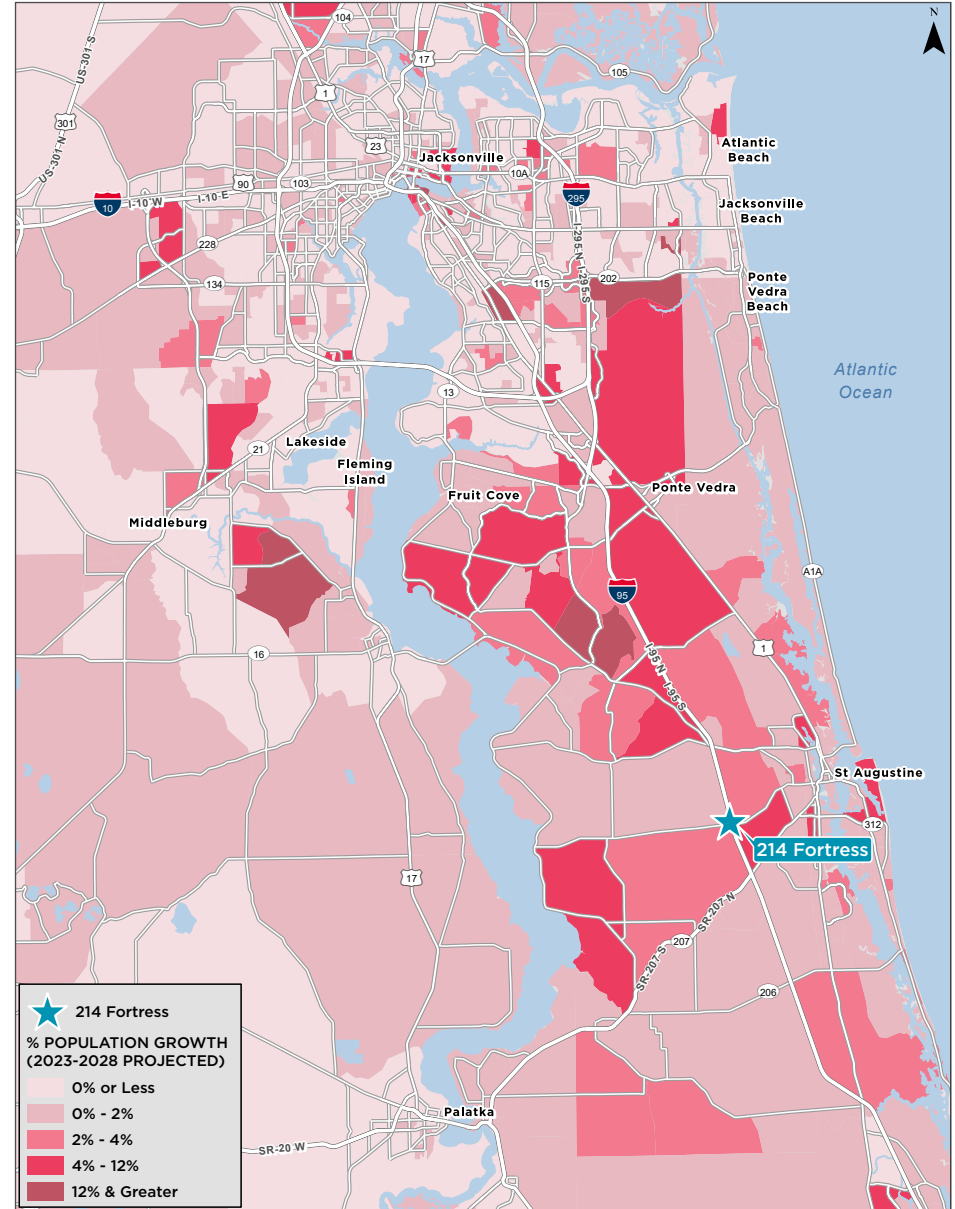 N
104
17
US-301-S
105
1
301
23
Atlantic
Beach
Jacksonville
10A
US-301-N
90
103
I-10-E
295
10
I-10 W
Jacksonville
Beach
228
I-295-N
I-295-S
134
115
202
Ponte
Vedra
Beach
Atlantic
Ocean
13
21
Lakeside
Fleming
Island
Fruit Cove
Ponte Vedra
Middleburg
A1A
95
16
1
I-95 N
I-95-S
St Augustine
312
214 Fortress
17
SR-207-N
207
SR-207-S
206
214 Fortress
% POPULATION GROWTH
(2023-2028 PROJECTED)
0% or Less
0% - 2%
2% - 4%
4% - 12%
12% & Greater
Palatka
SR-20 W